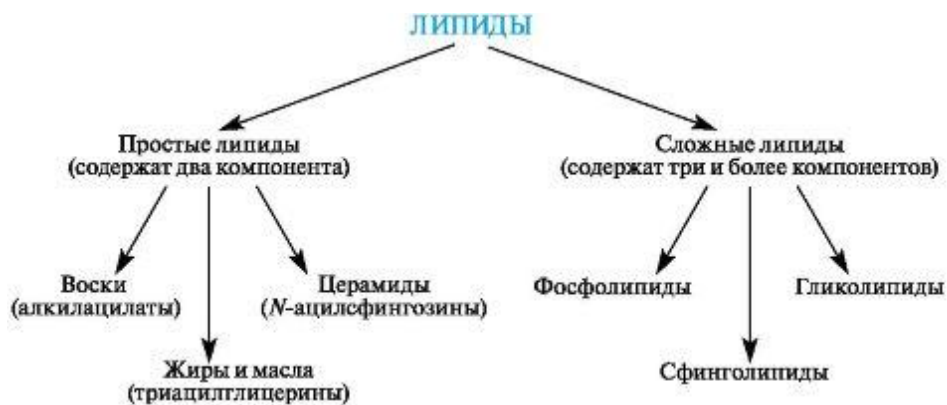 ЛИПИДЫ
Простые липиды
(содержат два компонента)
Сложные липиды
(содержат три и более компонентов)
Воски
(алкилацилаты)
Церамиды
(N-ацилсфингозины)
Фосфолипиды
Гликолипиды
Жиры и масла
(триацилглицерины)
Сфинголипиды